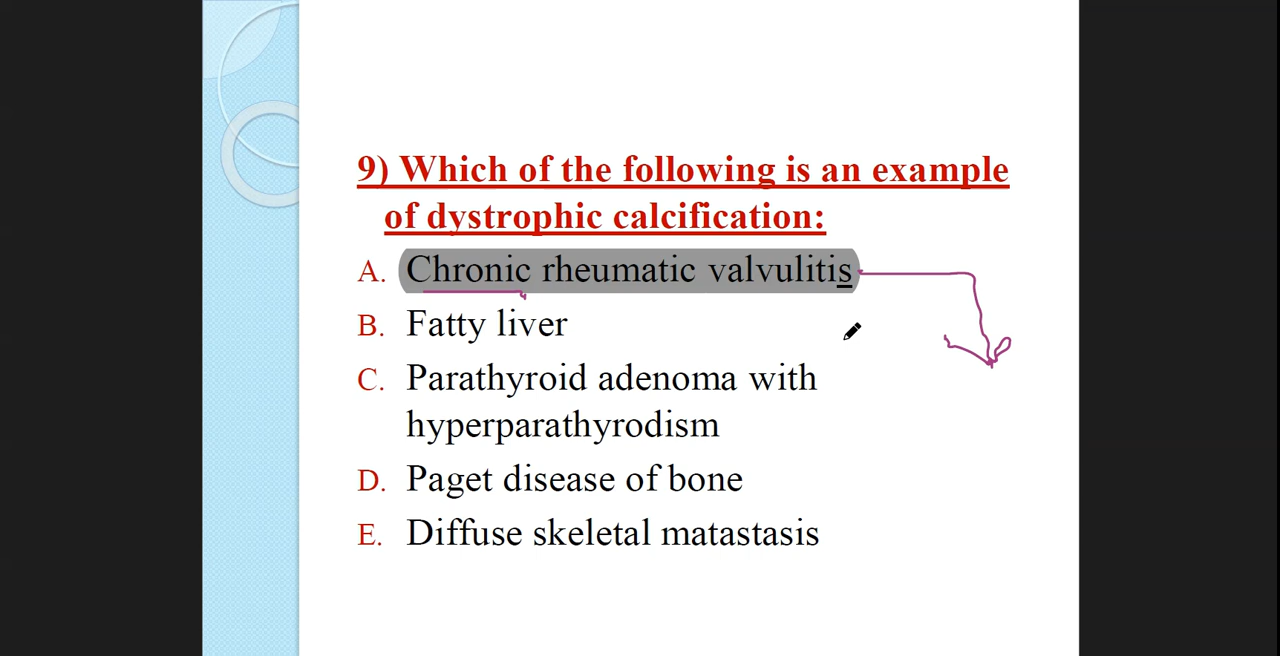 9) Which of the following is an example
of dystrophic calcification:
A. Chronic rheumatic valvulitis
B. Fatty liver
C. Parathyroid adenoma with
hyperparathyrodism
D. Paget disease of bone
E. Diffuse skeletal matastasis